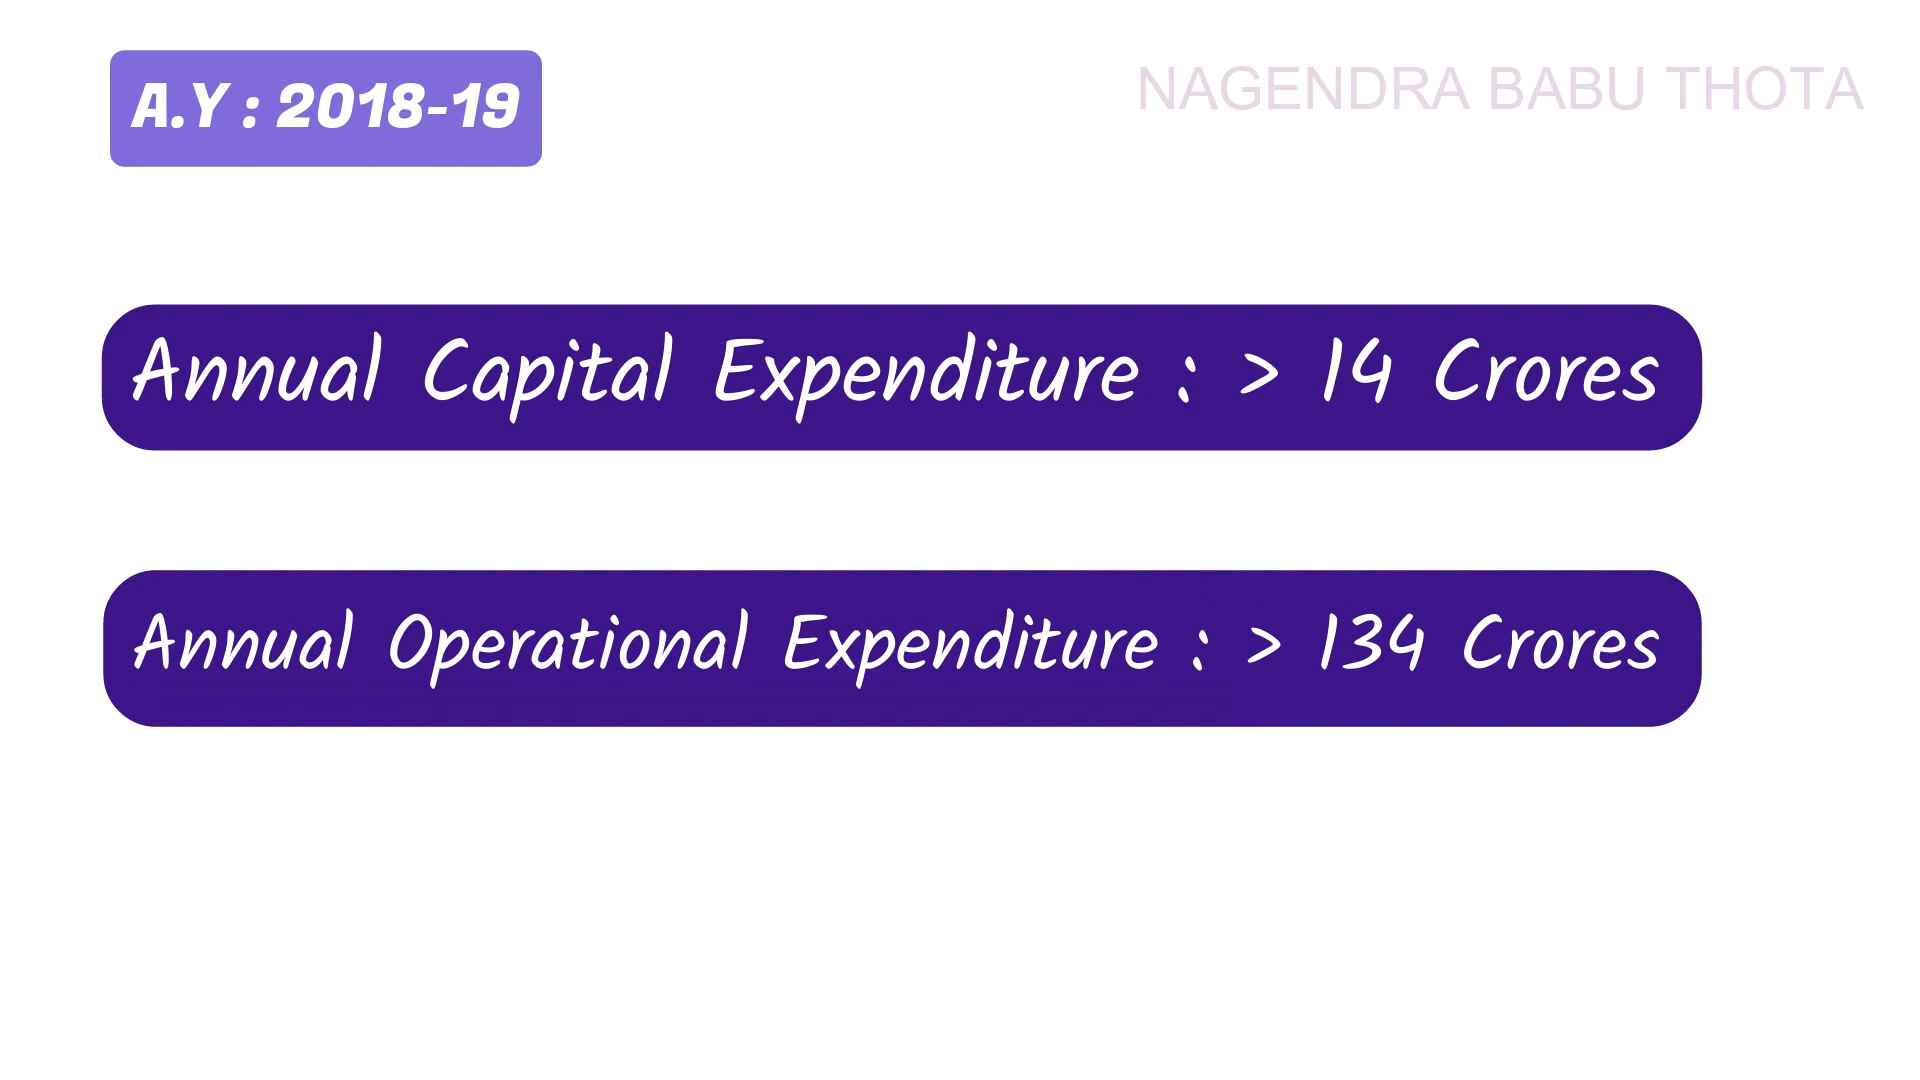 A.Y : 2018-19
NAGENDRA BABU THOTA
Annual Capital Expenditure : > 14 Crores
Annual Operational Expenditure : > 134 Crores